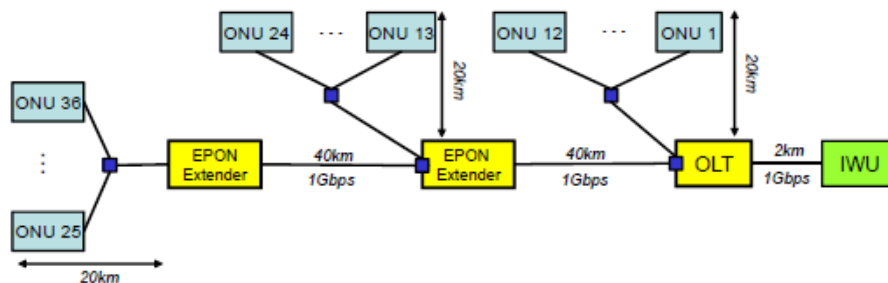 ONU 24
...
ONU 13
20km
ONU 12
...
ONU 1
20km
ONU 36
...
ONU 25
20km
EPON
Extender
40km
1Gbps
EPON
Extender
40km
1Gbps
OLT
2km
1Gbps
IWU